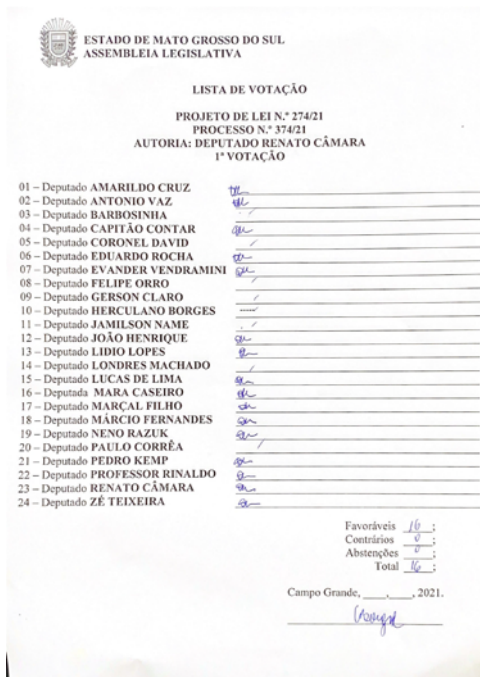 ESTADO DE MATO GROSSO DO SUL
ASSEMBLEIA LEGISLATIVA
LISTA DE VOTAÇÃO
PROJETO DE LEI N.º 274/21
PROCESSO N.º 374/21
AUTORIA: DEPUTADO RENATO CÂMARA
1ª VOTAÇÃO
01 – Deputado AMARILDO CRUZ
02 – Deputado ANTONIO VAZ
03 – Deputado BARBOSINHA
04 – Deputado CAPITÃO CONTAR
05 – Deputado CORONEL DAVID
06 – Deputado EDUARDO ROCHA
07 – Deputado EVANDER VENDRAMINI
08 – Deputado FELIPE ORRO
09 – Deputado GERSON CLARO
10 – Deputado HERCULANO BORGES
11 – Deputado JAMILSON NAME
12 – Deputado JOÃO HENRIQUE
13 – Deputado LIDIO LOPES
14 – Deputado LONDRES MACHADO
15 – Deputado LUCAS DE LIMA
16 – Deputada MARA CASEIRO
17 – Deputado MARÇAL FILHO
18 – Deputado MÁRCIO FERNANDES
19 – Deputado NENO RAZUK
20 – Deputado PAULO CORRÊA
21 – Deputado PEDRO KEMP
22 – Deputado PROFESSOR RINALDO
23 – Deputado RENATO CÂMARA
24 – Deputado ZÉ TEIXEIRA
Favoráveis 16 ;
Contrários 0 ;
Abstenções 0 ;
Total 16 ;
Campo Grande, ____,____, 2021.